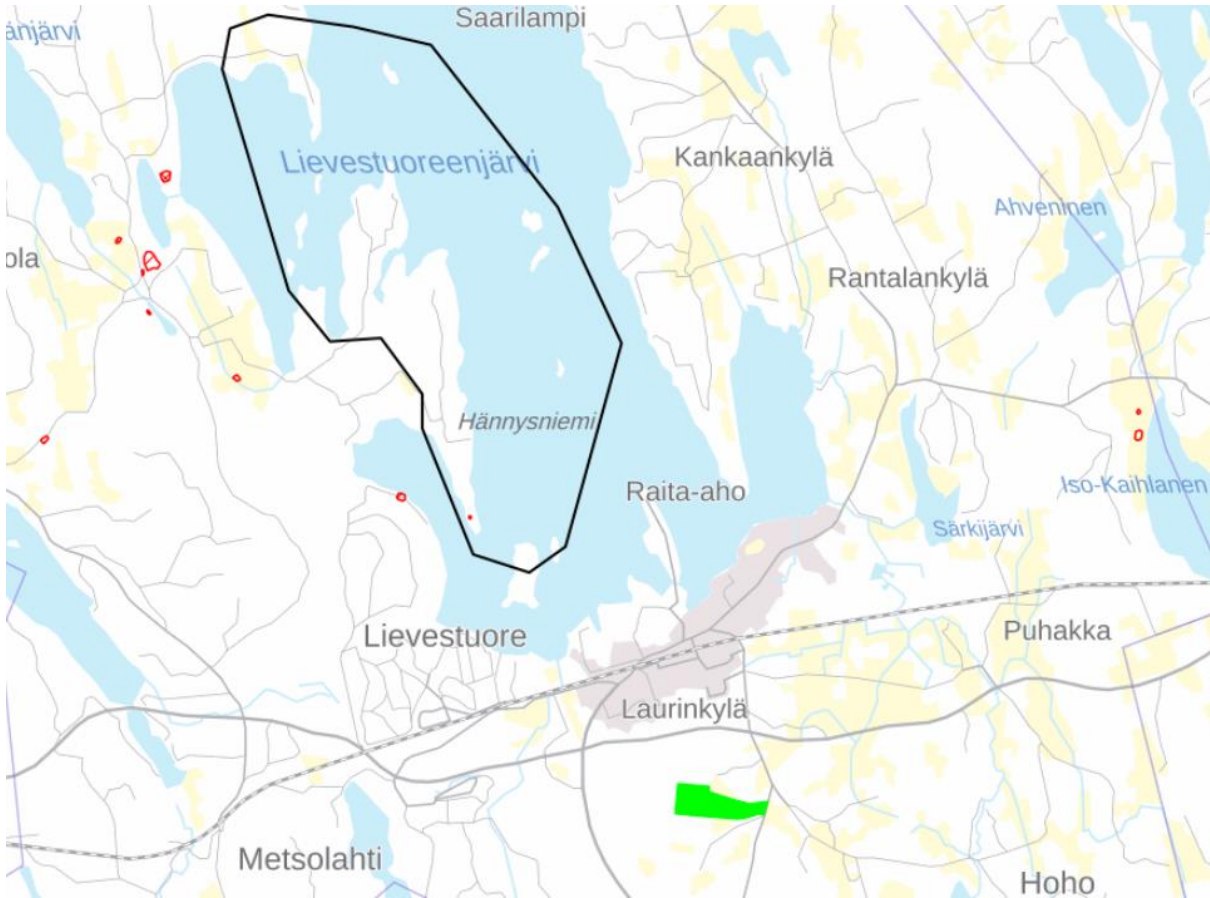 Saarilampi
änjärvi
Lievestuoreenjärvi
Kankaankylä
Ahveninen
ola
Rantalankylä
Hännysniemi
Raita-aho
Iso-Kaihlanen
Särkijärvi
Lievestuore
Puhakka
Laurinkylä
Metsolahti
Hoho